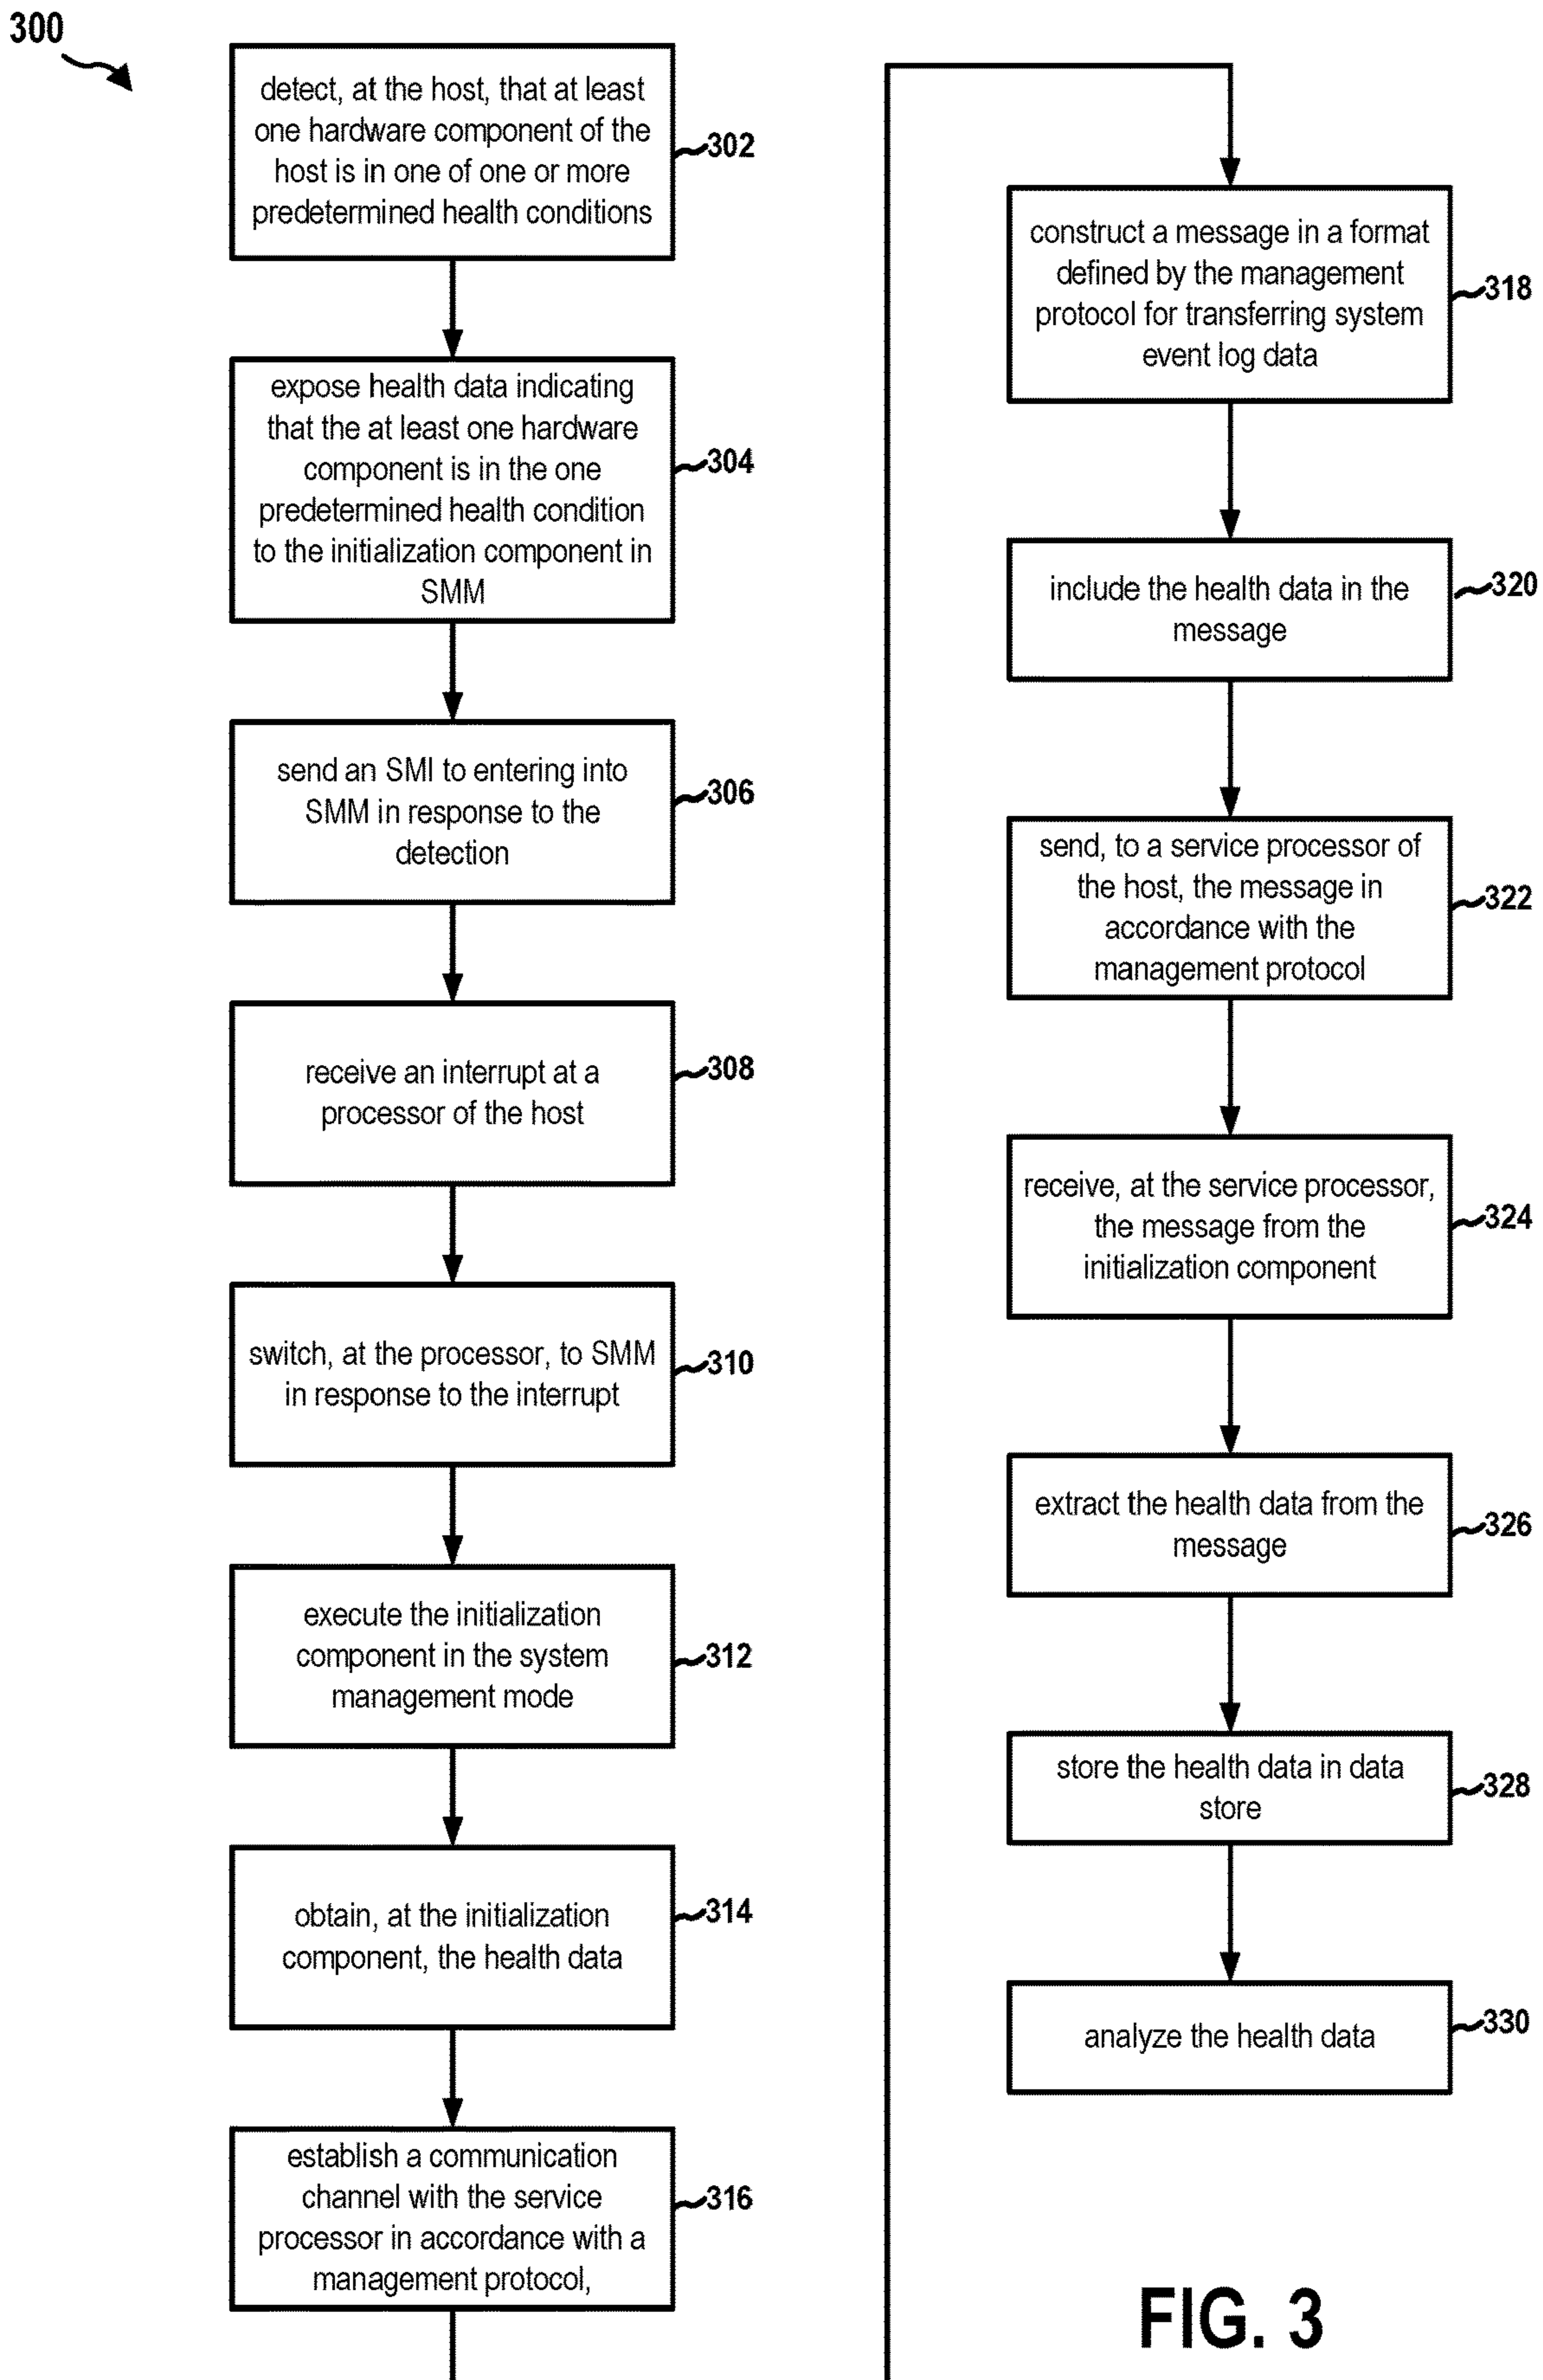 300
detect, at the host, that at least
one hardware component of the
host is in one of one or more
predetermined health conditions
302
expose health data indicating
that the at least one hardware
component is in the one
predetermined health condition
to the initialization component in
SMM
304
send an SMI to entering into
SMM in response to the
detection
306
receive an interrupt at a
processor of the host
308
switch, at the processor, to SMM
in response to the interrupt
310
execute the initialization
component in the system
management mode
312
obtain, at the initialization
component, the health data
314
establish a communication
channel with the service
processor in accordance with a
management protocol,
316
construct a message in a format
defined by the management
protocol for transferring system
event log data
318
include the health data in the
message
320
send, to a service processor of
the host, the message in
accordance with the
management protocol
322
receive, at the service processor,
the message from the
initialization component
324
extract the health data from the
message
326
store the health data in data
store
328
analyze the health data
330
FIG. 3